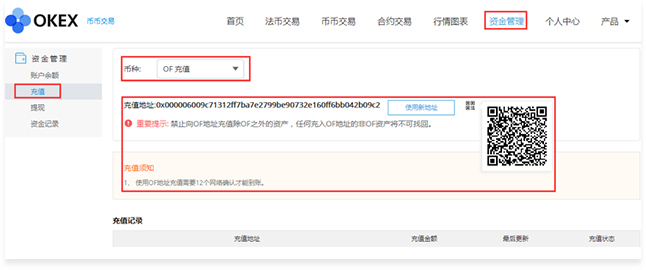 OKEX 币币交易 首页 法币交易 币币交易 合约交易 行情图表 资金管理 个人中心 产品
资金管理
账户余额
充值
提现
资金记录
币种: OF 充值
充值地址:0x000006009c71312ff7ba7e2799be90732e160ff6bb042b09c2 使用新地址
重要提示: 禁止向OF地址充值除OF之外的资产，任何充入OF地址的非OF资产将不可找回。
充值须知
1、 使用OF地址充值需要12个网络确认才能到账。
充值记录
充值地址 充值金额 最后更新 充值状态